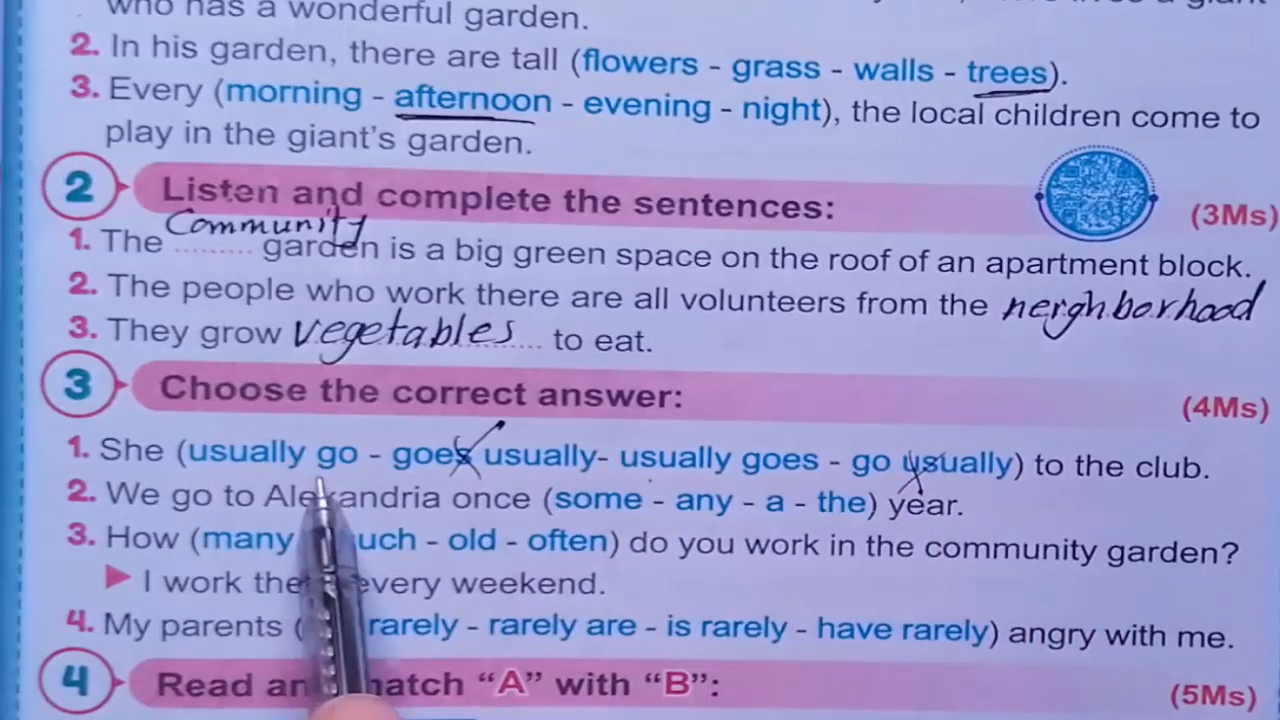 who has a wonderful garden.
2. In his garden, there are tall (flowers - grass - walls - trees).
3. Every (morning - afternoon - evening - night), the local children come to
play in the giant's garden.
2 Listen and complete the sentences: (3Ms)
1. The Community garden is a big green space on the roof of an apartment block.
2. The people who work there are all volunteers from the nerghborhood
3. They grow vegetables to eat.
3 Choose the correct answer: (4Ms)
1. She (usually go - goes usually- usually goes - go usually) to the club.
2. We go to Alexandria once (some - any - a - the) year.
3. How (many - much - old - often) do you work in the community garden?
I work there every weekend.
4. My parents ( rarely - rarely are - is rarely - have rarely) angry with me.
4 Read and match "A" with "B": (5Ms)